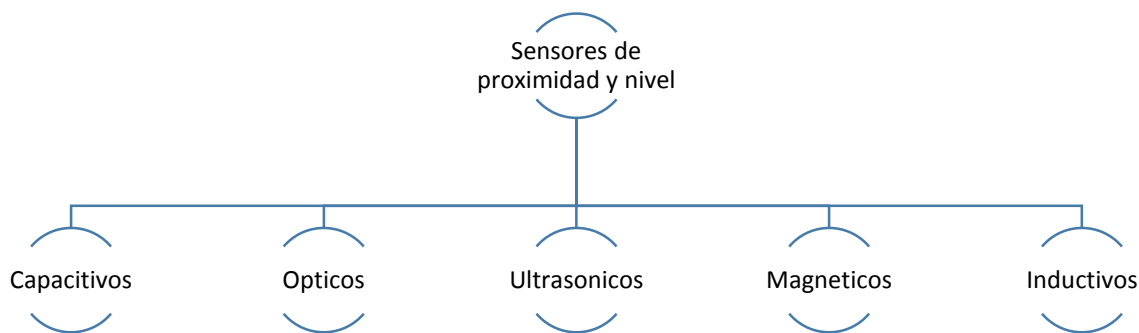 Sensores de
proximidad y nivel
Capacitivos
Opticos
Ultrasonicos
Magneticos
Inductivos